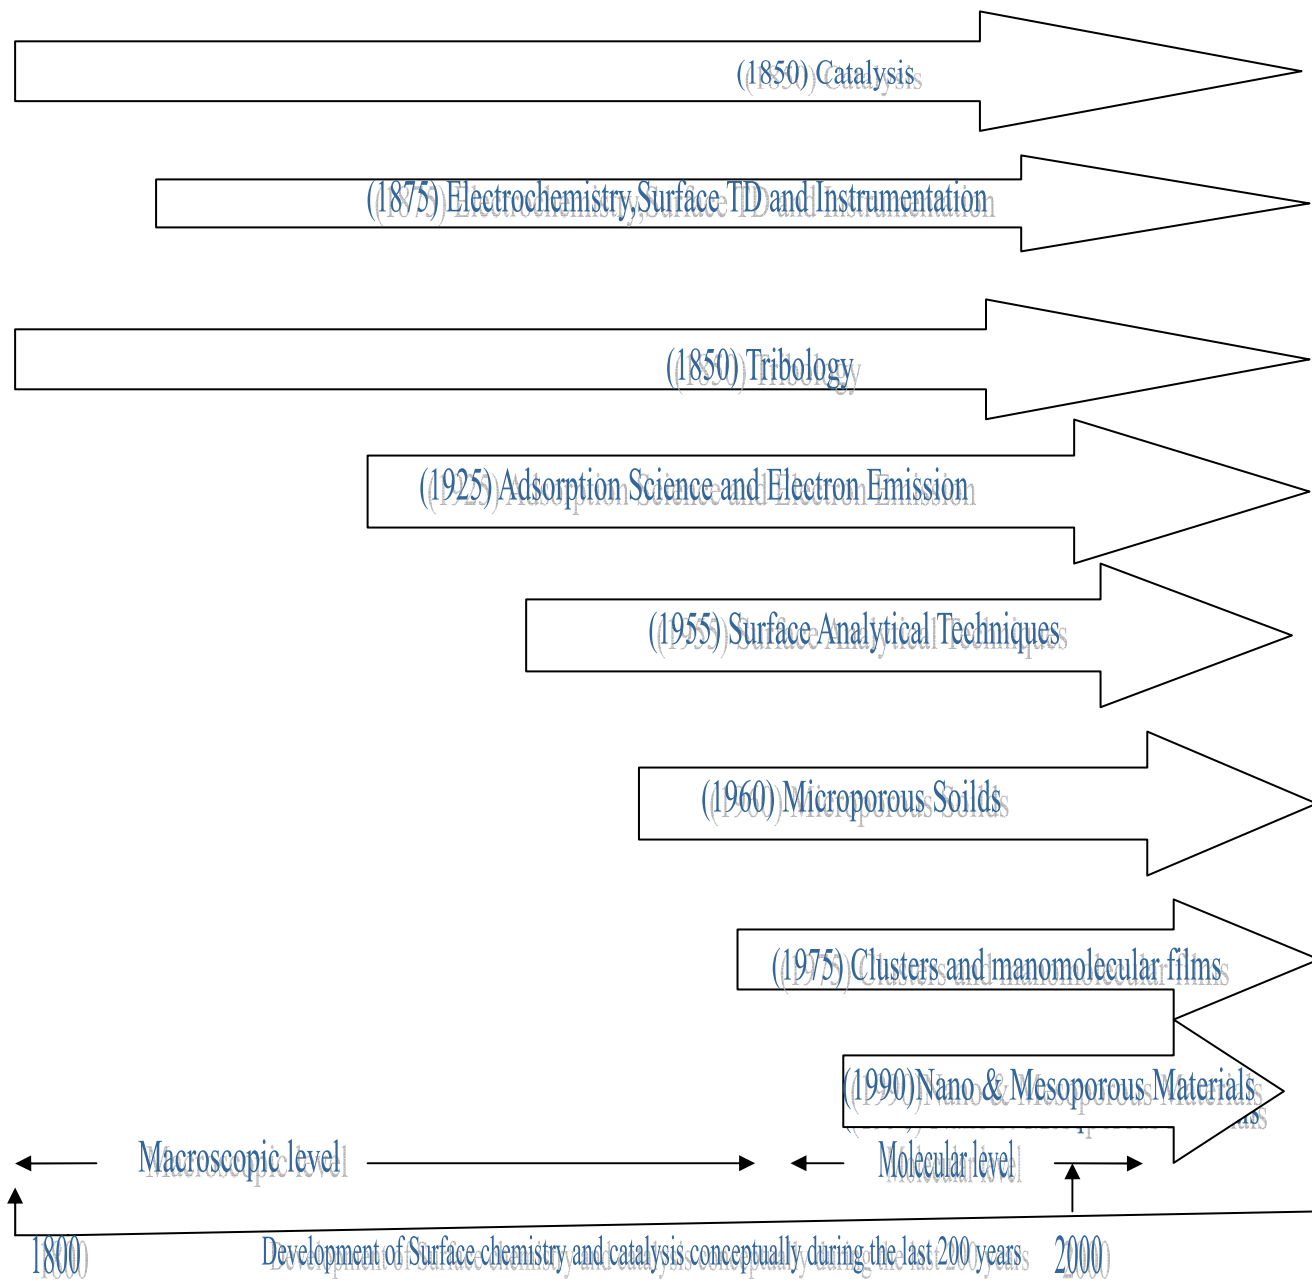 (1850) Catalysis
(1875) Electrochemistry,Surface TD and Instrumentation
(1850) Tribology
(1925) Adsorption Science and Electron Emission
(1955) Surface Analytical Techniques
(1960) Microporous Soilds
(1975) Clusters and manomolecular films
(1990)Nano & Mesoporous Materials
Macroscopic level
Molecular level
1800
Development of Surface chemistry and catalysis conceptually during the last 200 years
2000